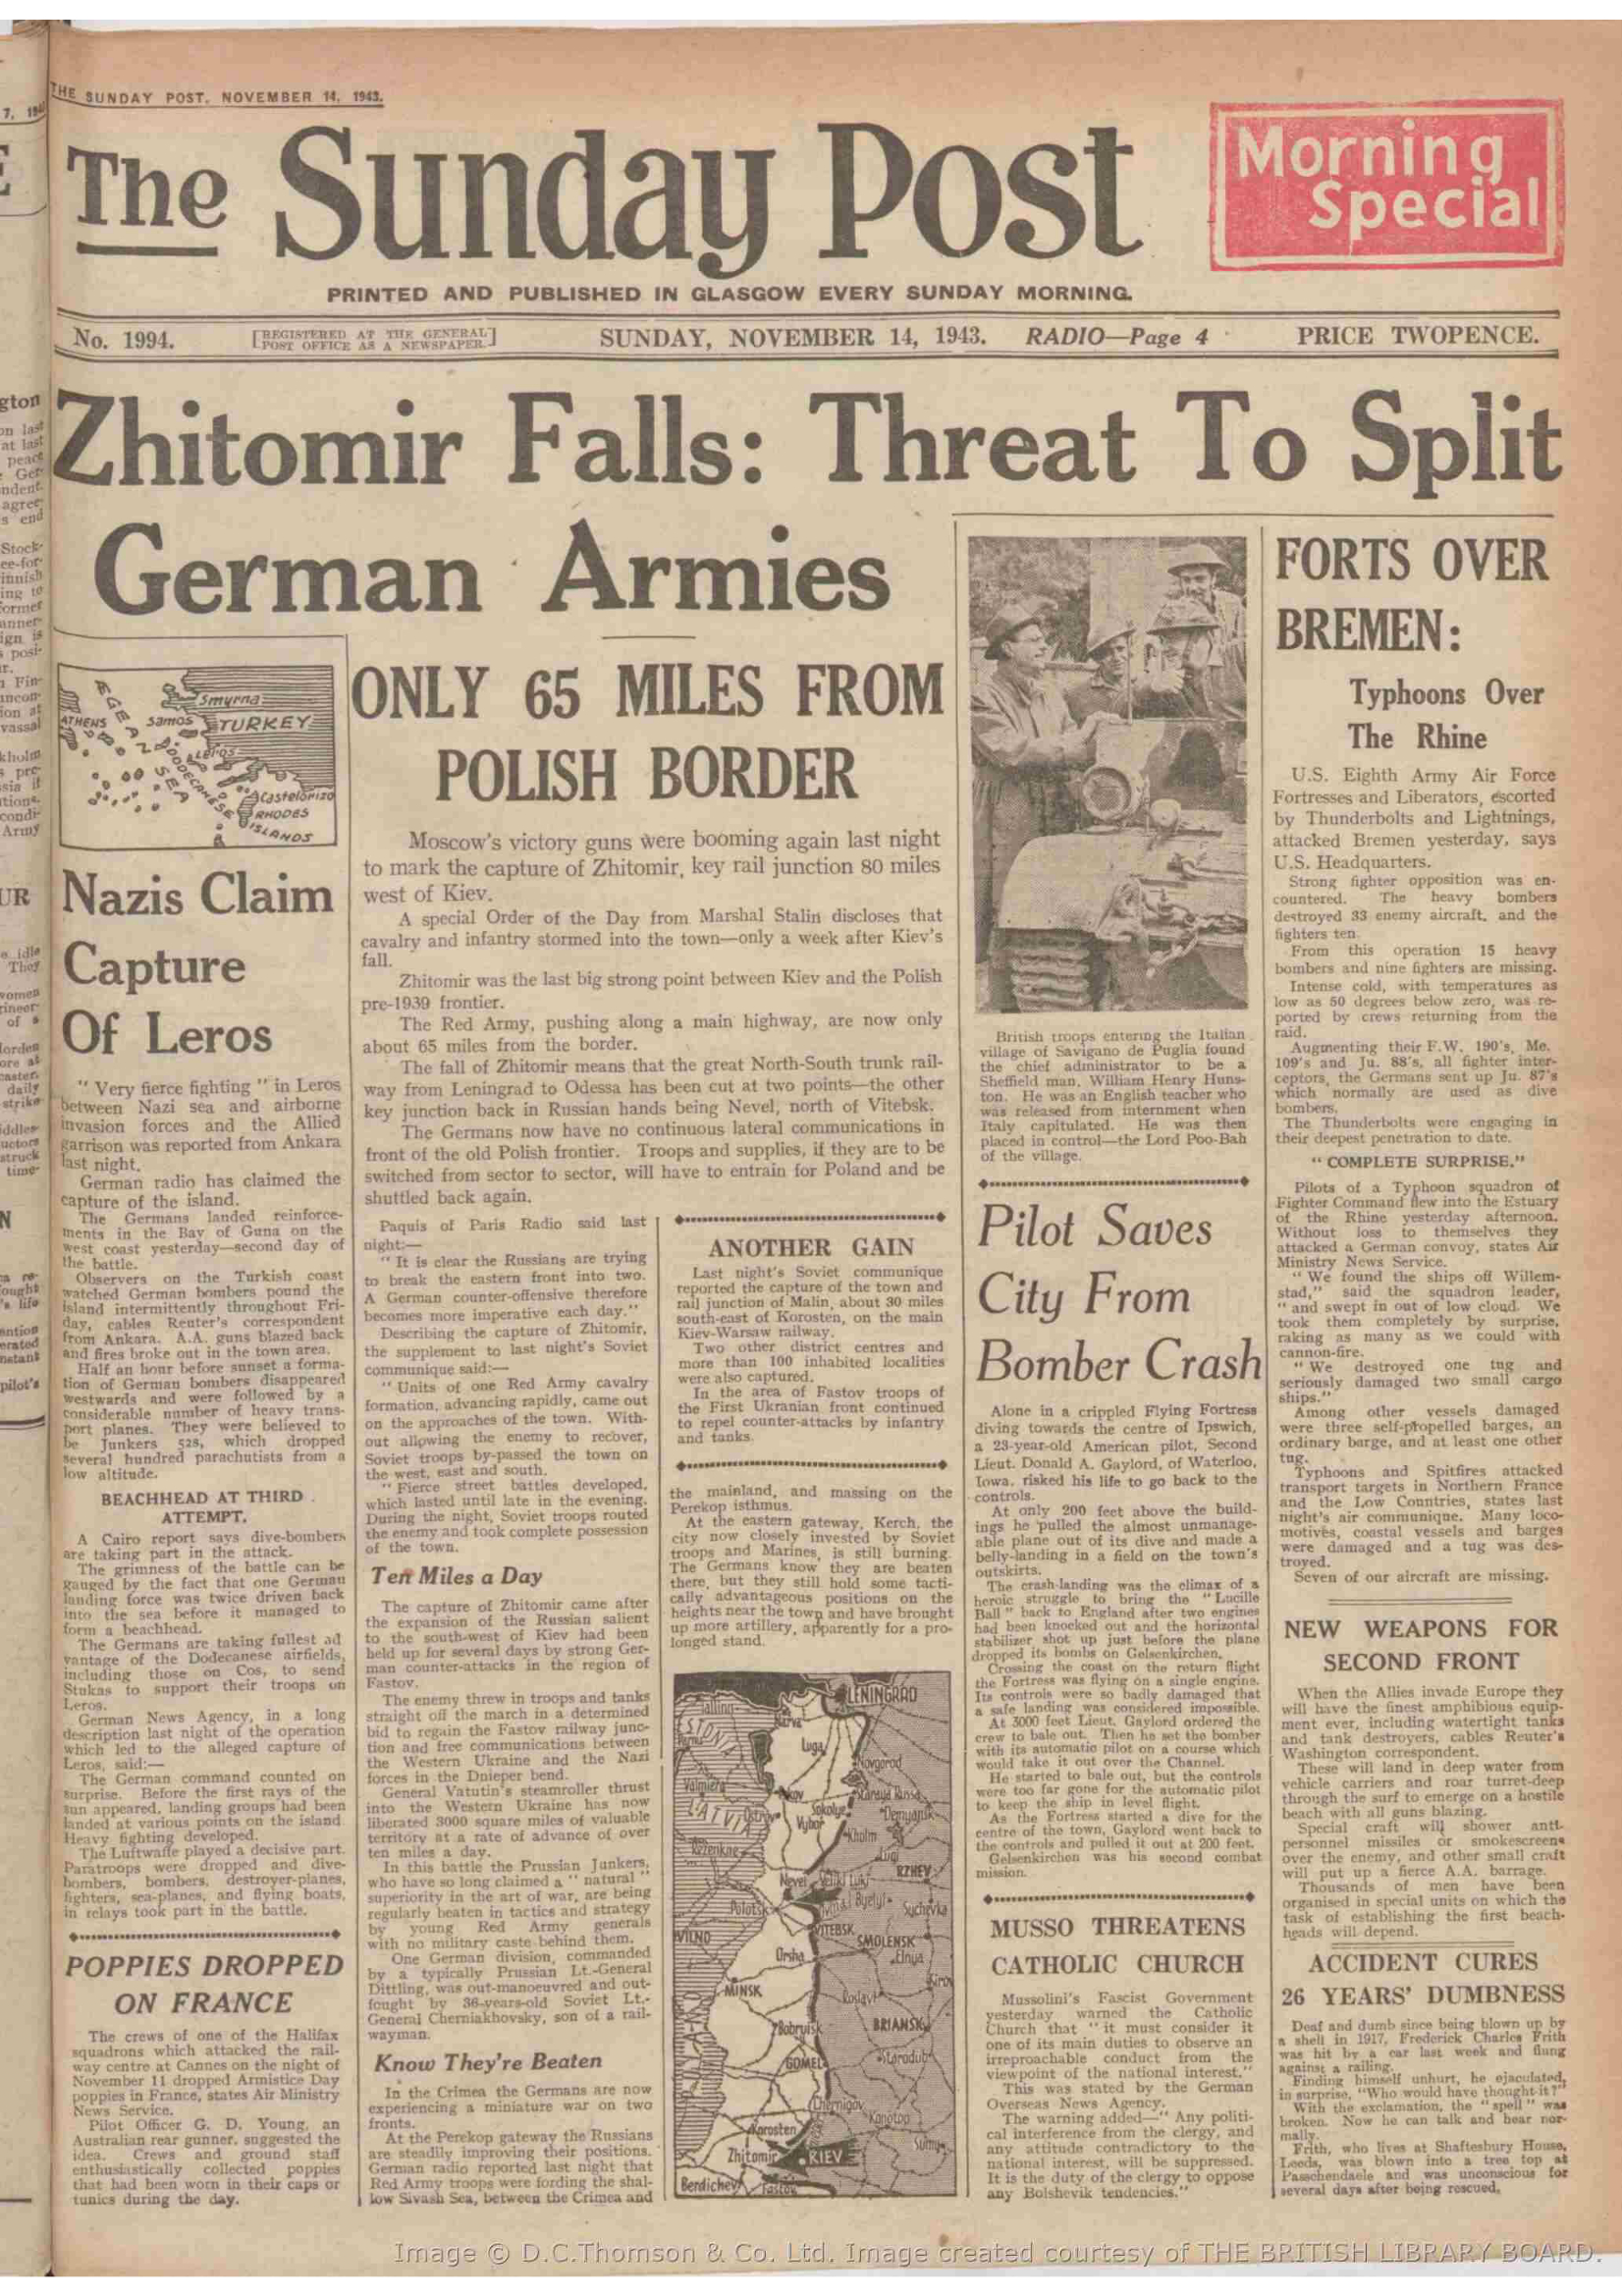 THE SUNDAY POST, NOVEMBER 14, 1943.
The Sunday Post
Morning
Special
PRINTED AND PUBLISHED IN GLASGOW EVERY SUNDAY MORNING.
No. 1994.
[REGISTERED AT THE GENERAL
POST OFFICE AS A NEWSPAPER.]
SUNDAY, NOVEMBER 14, 1943.
RADIO—Page 4
PRICE TWOPENCE.
Zhitomir Falls: Threat To Split
German Armies
AEGEAN
SEA
Smyrna
ATHENS
Samos
TURKEY
Leros
DODECANESE
Castelorizo
RHODES
ISLANDS
Nazis Claim
Capture
Of Leros
" Very fierce fighting " in Leros
between Nazi sea and airborne
invasion forces and the Allied
garrison was reported from Ankara
last night.
German radio has claimed the
capture of the island.
The Germans landed reinforce-
ments in the Bay of Guna on the
west coast yesterday—second day of
the battle.
Observers on the Turkish coast
watched German bombers pound the
island intermittently throughout Fri-
day, cables Reuter's correspondent
from Ankara. A.A. guns blazed back
and fires broke out in the town area.
Half an hour before sunset a forma-
tion of German bombers disappeared
westwards and were followed by a
considerable number of heavy trans-
port planes. They were believed to
be Junkers 52s, which dropped
several hundred parachutists from a
low altitude.
BEACHHEAD AT THIRD
ATTEMPT.
A Cairo report says dive-bombers
are taking part in the attack.
The grimness of the battle can be
gauged by the fact that one German
landing force was twice driven back
into the sea before it managed to
form a beachhead.
The Germans are taking fullest ad
vantage of the Dodecanese airfields,
including those on Cos, to send
Stukas to support their troops on
Leros.
German News Agency, in a long
description last night of the operation
which led to the alleged capture of
Leros, said:—
The German command counted on
surprise. Before the first rays of the
sun appeared, landing groups had been
landed at various points on the island
Heavy fighting developed.
The Luftwaffe played a decisive part.
Paratroops were dropped and dive-
bombers, bombers, destroyer-planes,
fighters, sea-planes, and flying boats,
in relays took part in the battle.
POPPIES DROPPED
ON FRANCE
The crews of one of the Halifax
squadrons which attacked the rail-
way centre at Cannes on the night of
November 11 dropped Armistice Day
poppies in France, states Air Ministry
News Service.
Pilot Officer G. D. Young, an
Australian rear gunner, suggested the
idea. Crews and ground staff
enthusiastically collected poppies
that had been worn in their caps or
tunics during the day.
ONLY 65 MILES FROM
POLISH BORDER
Moscow's victory guns were booming again last night
to mark the capture of Zhitomir, key rail junction 80 miles
west of Kiev.
A special Order of the Day from Marshal Stalin discloses that
cavalry and infantry stormed into the town—only a week after Kiev's
fall.
Zhitomir was the last big strong point between Kiev and the Polish
pre-1939 frontier.
The Red Army, pushing along a main highway, are now only
about 65 miles from the border.
The fall of Zhitomir means that the great North-South trunk rail-
way from Leningrad to Odessa has been cut at two points—the other
key junction back in Russian hands being Nevel, north of Vitebsk.
The Germans now have no continuous lateral communications in
front of the old Polish frontier. Troops and supplies, if they are to be
switched from sector to sector, will have to entrain for Poland and be
shuttled back again.
Paquis of Paris Radio said last
night:—
"It is clear the Russians are trying
to break the eastern front into two.
A German counter-offensive therefore
becomes more imperative each day."
Describing the capture of Zhitomir,
the supplement to last night's Soviet
communique said:—
"Units of one Red Army cavalry
formation, advancing rapidly, came out
on the approaches of the town. With-
out allowing the enemy to recover,
Soviet troops by-passed the town on
the west, east and south.
"Fierce street battles developed,
which lasted until late in the evening.
During the night, Soviet troops routed
the enemy and took complete possession
of the town.
Ten Miles a Day
The capture of Zhitomir came after
the expansion of the Russian salient
to the south-west of Kiev had been
held up for several days by strong Ger-
man counter-attacks in the region of
Fastov.
The enemy threw in troops and tanks
straight off the march in a determined
bid to regain the Fastov railway junc-
tion and free communications between
the Western Ukraine and the Nazi
forces in the Dnieper bend.
General Vatutin's steamroller thrust
into the Western Ukraine has now
liberated 3000 square miles of valuable
territory at a rate of advance of over
ten miles a day.
In this battle the Prussian Junkers,
who have so long claimed a " natural "
superiority in the art of war, are being
regularly beaten in tactics and strategy
by young Red Army generals
with no military caste behind them.
One German division, commanded
by a typically Prussian Lt.-General
Dittling, was out-manoeuvred and out-
fought by 36-years-old Soviet Lt.-
General Cherniakhovsky, son of a rail-
wayman.
Know They're Beaten
In the Crimea the Germans are now
experiencing a miniature war on two
fronts.
At the Perekop gateway the Russians
are steadily improving their positions.
German radio reported last night that
Red Army troops were fording the shal-
low Sivash Sea, between the Crimea and
ANOTHER GAIN
Last night's Soviet communique
reported the capture of the town and
rail junction of Malin, about 30 miles
south-east of Korosten, on the main
Kiev-Warsaw railway.
Two other district centres and
more than 100 inhabited localities
were also captured.
In the area of Fastov troops of
the First Ukranian front continued
to repel counter-attacks by infantry
and tanks.
the mainland, and massing on the
Perekop isthmus.
At the eastern gateway, Kerch, the
city now closely invested by Soviet
troops and Marines, is still burning.
The Germans know they are beaten
there, but they still hold some tacti-
cally advantageous positions on the
heights near the town and have brought
up more artillery, apparently for a pro-
longed stand.
Tallinn
LENINGRAD
Narva
Luga
Novgorod
Valmiera
Staraya Russa
LATVIA
Ostrov
Sokolye
Vybor
Demyansk
Kholm
Rezenkne
Lugi
RZHEV
Nevel
Veliki Luki
Byelyi
Sychevka
Polotsk
VITEBSK
SMOLENSK
VILNO
Orsha
Elnya
MINSK
Roslavl
Bobruisk
BRIANSK
GOMEL
Starodub
Chernigov
Konotop
Korosten
Sumy
Zhitomir
KIEV
Berdichev
Fastov
British troops entering the Italian
village of Savigano de Puglia found
the chief administrator to be a
Sheffield man, William Henry Huns-
ton. He was an English teacher who
was released from internment when
Italy capitulated. He was then
placed in control—the Lord Poo-Bah
of the village.
Pilot Saves
City From
Bomber Crash
Alone in a crippled Flying Fortress
diving towards the centre of Ipswich,
a 23-year-old American pilot, Second
Lieut. Donald A. Gaylord, of Waterloo,
Iowa, risked his life to go back to the
controls.
At only 200 feet above the build-
ings he pulled the almost unmanage-
able plane out of its dive and made a
belly-landing in a field on the town's
outskirts.
The crash-landing was the climax of a
heroic struggle to bring the "Lucille
Ball" back to England after two engines
had been knocked out and the horizontal
stabilizer shot up just before the plane
dropped its bombs on Gelsenkirchen.
Crossing the coast on the return flight
the Fortress was flying on a single engine.
Its controls were so badly damaged that
a safe landing was considered impossible.
At 3000 feet Lieut. Gaylord ordered the
crew to bale out. Then he set the bomber
with its automatic pilot on a course which
would take it out over the Channel.
He started to bale out, but the controls
were too far gone for the automatic pilot
to keep the ship in level flight.
As the Fortress started a dive for the
centre of the town, Gaylord went back to
the controls and pulled it out at 200 feet.
Gelsenkirchen was his second combat
mission.
MUSSO THREATENS
CATHOLIC CHURCH
Mussolini's Fascist Government
yesterday warned the Catholic
Church that "it must consider it
one of its main duties to observe an
irreproachable conduct from the
viewpoint of the national interest."
This was stated by the German
Overseas News Agency.
The warning added—"Any politi-
cal interference from the clergy, and
any attitude contradictory to the
national interest, will be suppressed.
It is the duty of the clergy to oppose
any Bolshevik tendencies."
FORTS OVER
BREMEN:
Typhoons Over
The Rhine
U.S. Eighth Army Air Force
Fortresses and Liberators, escorted
by Thunderbolts and Lightnings,
attacked Bremen yesterday, says
U.S. Headquarters.
Strong fighter opposition was en-
countered. The heavy bombers
destroyed 33 enemy aircraft, and the
fighters ten.
From this operation 15 heavy
bombers and nine fighters are missing.
Intense cold, with temperatures as
low as 50 degrees below zero, was re-
ported by crews returning from the
raid.
Augmenting their F.W. 190's, Me.
109's and Ju. 88's, all fighter inter-
ceptors, the Germans sent up Ju. 87's
which normally are used as dive
bombers.
The Thunderbolts were engaging in
their deepest penetration to date.
"COMPLETE SURPRISE."
Pilots of a Typhoon squadron of
Fighter Command flew into the Estuary
of the Rhine yesterday afternoon.
Without loss to themselves they
attacked a German convoy, states Air
Ministry News Service.
"We found the ships off Willem-
stad," said the squadron leader,
"and swept in out of low cloud. We
took them completely by surprise,
raking as many as we could with
cannon-fire.
"We destroyed one tug and
seriously damaged two small cargo
ships."
Among other vessels damaged
were three self-propelled barges, an
ordinary barge, and at least one other
tug.
Typhoons and Spitfires attacked
transport targets in Northern France
and the Low Countries, states last
night's air communique. Many loco-
motives, coastal vessels and barges
were damaged and a tug was des-
troyed.
Seven of our aircraft are missing.
NEW WEAPONS FOR
SECOND FRONT
When the Allies invade Europe they
will have the finest amphibious equip-
ment ever, including watertight tanks
and tank destroyers, cables Reuter's
Washington correspondent.
These will land in deep water from
vehicle carriers and roar turret-deep
through the surf to emerge on a hostile
beach with all guns blazing.
Special craft will shower anti-
personnel missiles or smokescreens
over the enemy, and other small craft
will put up a fierce A.A. barrage.
Thousands of men have been
organised in special units on which the
task of establishing the first beach-
heads will depend.
ACCIDENT CURES
26 YEARS' DUMBNESS
Deaf and dumb since being blown up by
a shell in 1917, Frederick Charles Frith
was hit by a car last week and flung
against a railing.
Finding himself unhurt, he ejaculated,
in surprise, "Who would have thought it?"
With the exclamation, the "spell" was
broken. Now he can talk and hear nor-
mally.
Frith, who lives at Shaftesbury House,
Leeds, was blown into a tree top at
Passchendaele and was unconscious for
several days after being rescued.
Image © D.C.Thomson & Co. Ltd. Image created courtesy of THE BRITISH LIBRARY BOARD.